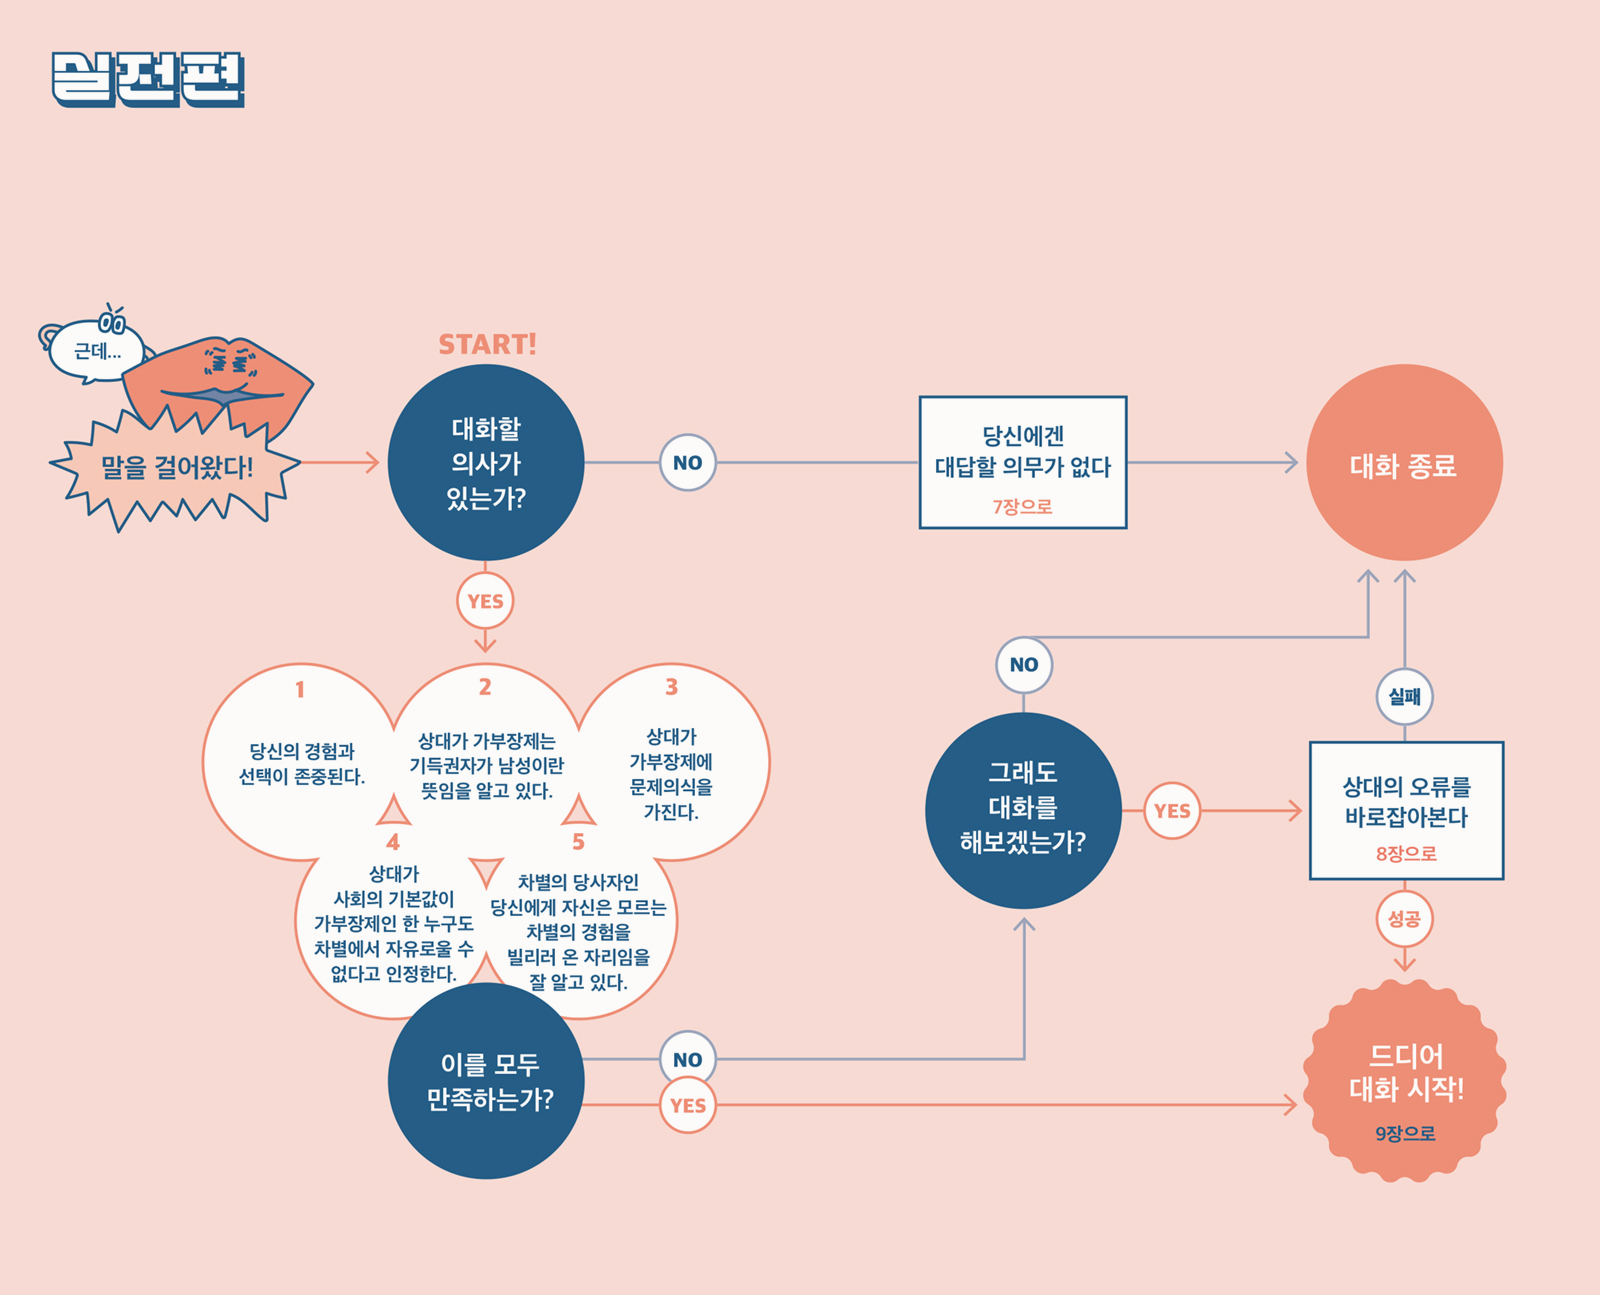 실전편
근데...
말을 걸어왔다!
START!
대화할
의사가
있는가?
NO
당신에겐
대답할 의무가 없다
7장으로
대화 종료
YES
1
당신의 경험과
선택이 존중된다.
2
상대가 가부장제는
기득권자가 남성이란
뜻임을 알고 있다.
3
상대가
가부장제에
문제의식을
가진다.
4
상대가
사회의 기본값이
가부장제인 한 누구도
차별에서 자유로울 수
없다고 인정한다.
5
차별의 당사자인
당신에게 자신은 모르는
차별의 경험을
빌리러 온 자리임을
잘 알고 있다.
이를 모두
만족하는가?
NO
YES
그래도
대화를
해보겠는가?
NO
YES
상대의 오류를
바로잡아본다
8장으로
실패
성공
드디어
대화 시작!
9장으로